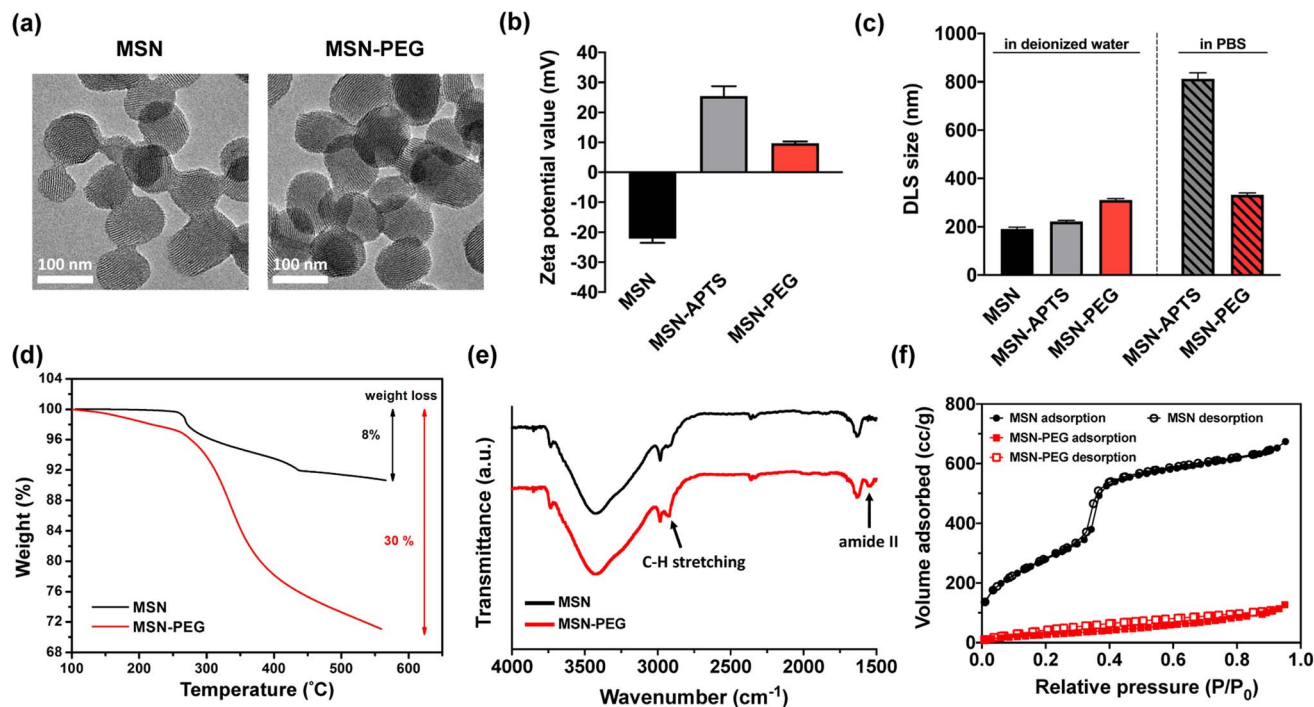 (a)
MSN
MSN-PEG
100 nm
100 nm
(b)
Zeta potential value (mV)
40
30
20
10
0
-10
-20
-30
-40
MSN
MSN-APTS
MSN-PEG
(c)
DLS size (nm)
1000
800
600
400
200
0
in deionized water
in PBS
MSN
MSN-APTS
MSN-PEG
MSN-APTS
MSN-PEG
(d)
Weight (%)
104
100
96
92
88
84
80
76
72
68
weight loss
8%
30 %
MSN
MSN-PEG
100
200
300
400
500
600
Temperature (˚C)
(e)
Transmittance (a.u.)
C-H stretching
amide II
MSN
MSN-PEG
4000
3500
3000
2500
2000
1500
Wavenumber (cm-1)
(f)
Volume adsorbed (cc/g)
800
600
400
200
0
MSN adsorption
MSN desorption
MSN-PEG adsorption
MSN-PEG desorption
0.0
0.2
0.4
0.6
0.8
1.0
Relative pressure (P/P0)